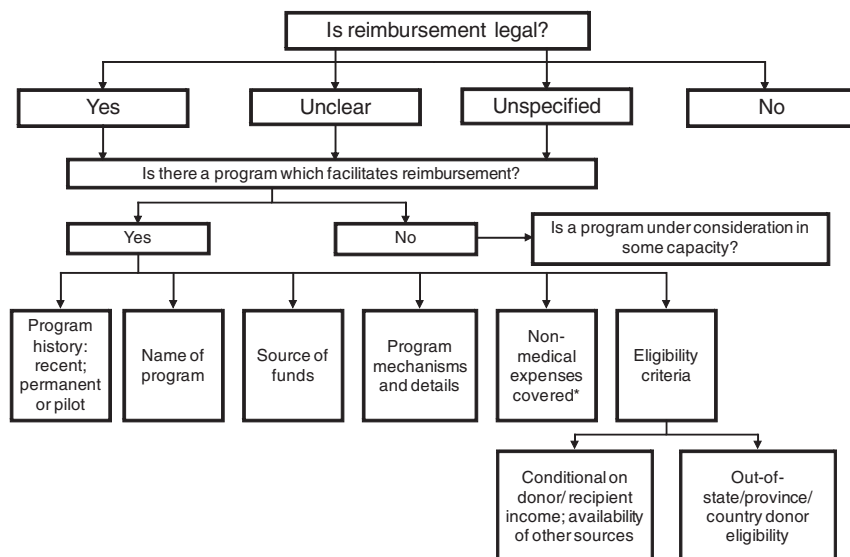 Is reimbursement legal?
Yes
Unclear
Unspecified
No
Is there a program which facilitates reimbursement?
Yes
No
Is a program under consideration in
some capacity?
Program
history:
recent;
permanent
or pilot
Name of
program
Source of
funds
Program
mechanisms
and details
Non-
medical
expenses
covered*
Eligibility
criteria
Conditional on
donor/ recipient
income; availability
of other sources
Out-of-
state/province/
country donor
eligibility